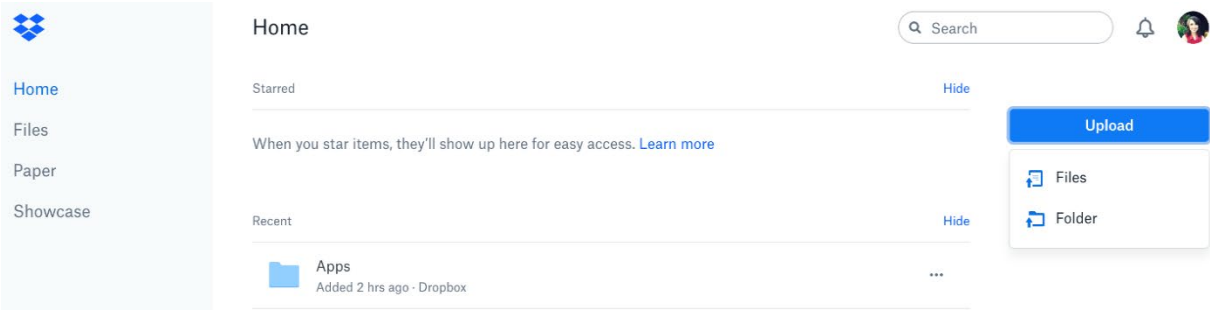 Home
Search
Home
Files
Paper
Showcase
Starred
Hide
When you star items, they'll show up here for easy access. Learn more
Recent
Hide
Apps
Added 2 hrs ago · Dropbox
Upload
Files
Folder